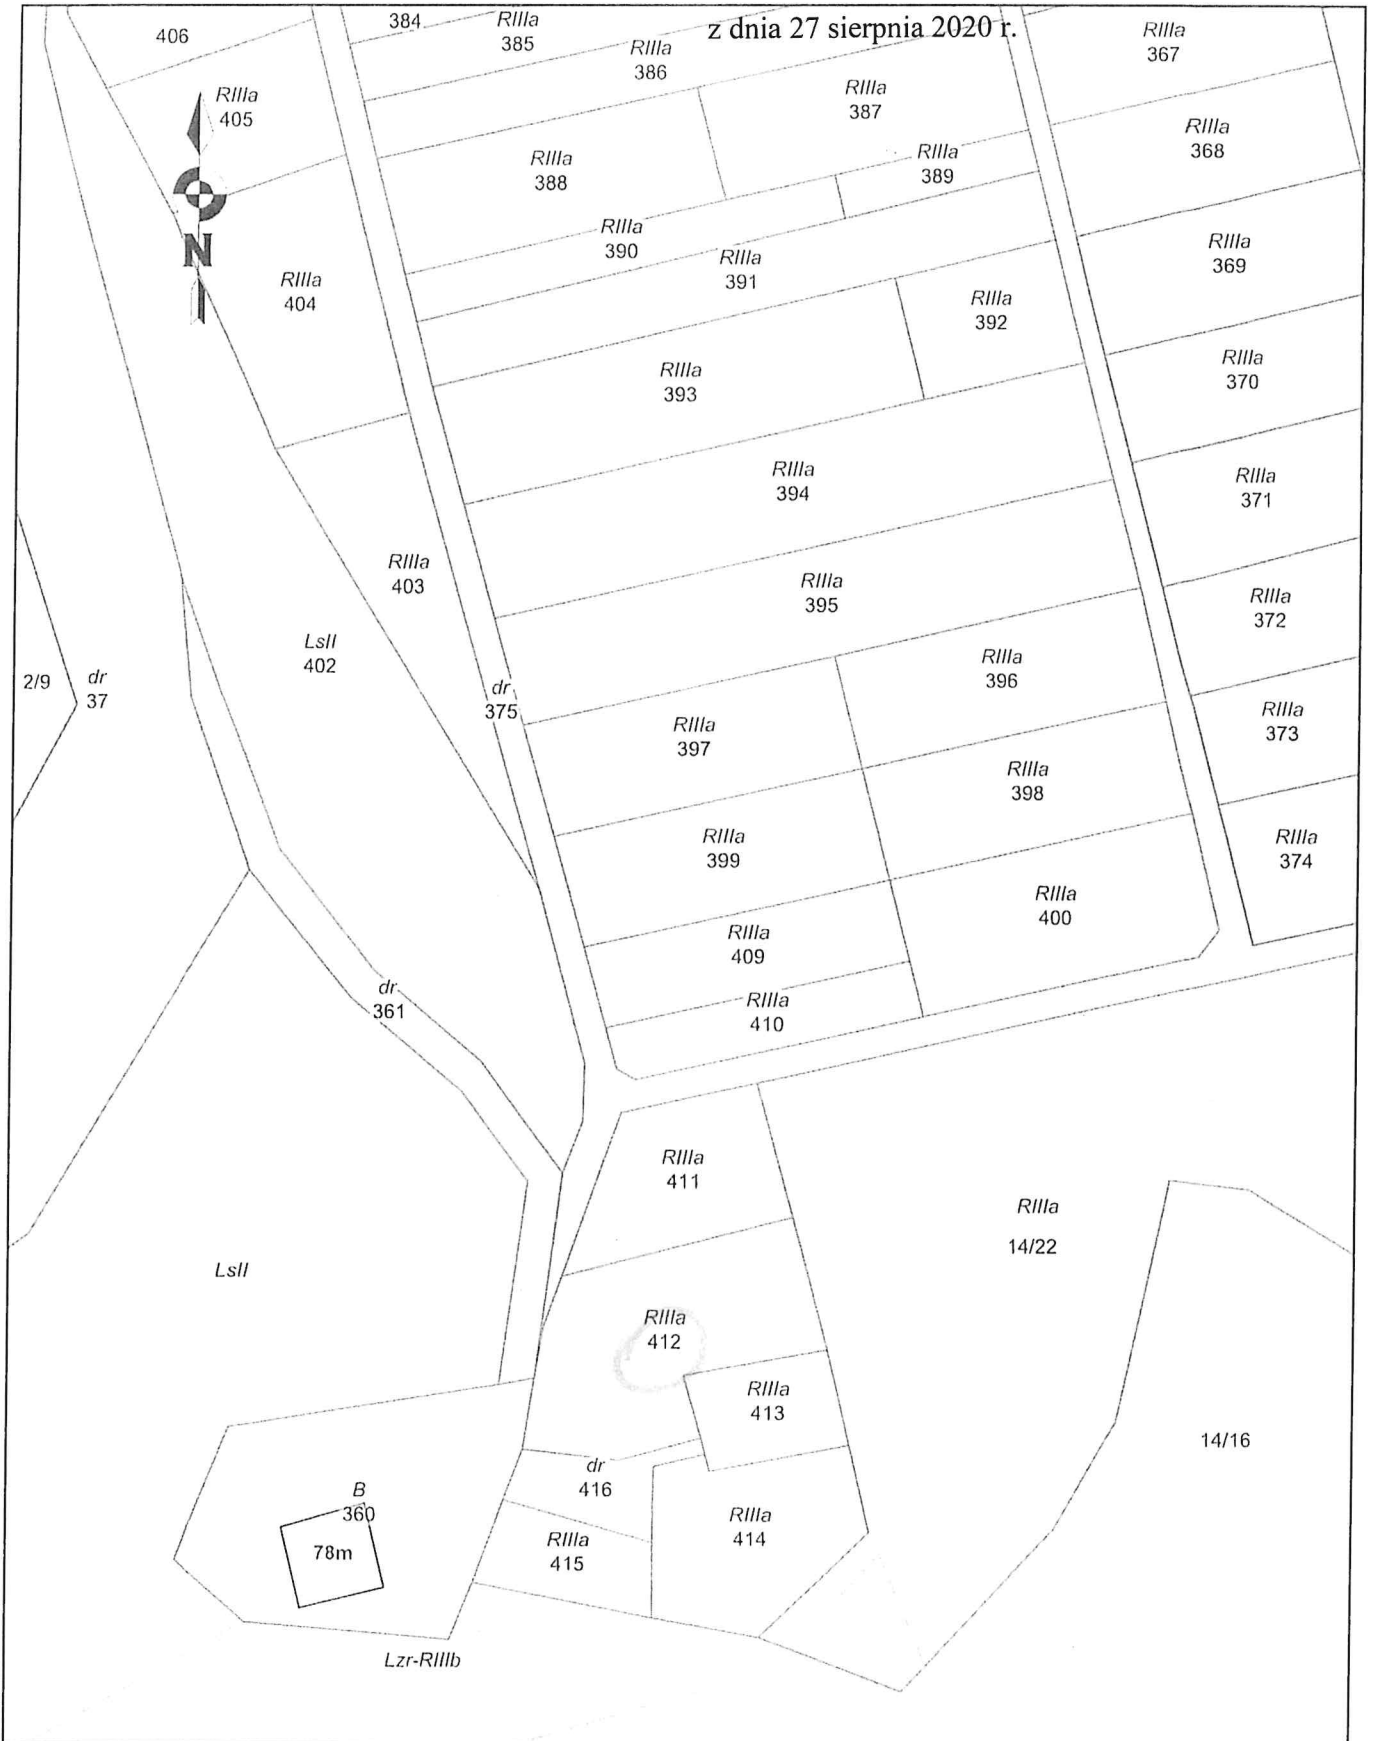 z dnia 27 sierpnia 2020 r.
384
RIIIa
385
RIIIa
386
RIIIa
367
406
RIIIa
405
RIIIa
387
RIIIa
368
RIIIa
388
RIIIa
389
RIIIa
390
N
RIIIa
391
RIIIa
369
RIIIa
404
RIIIa
392
RIIIa
393
RIIIa
370
RIIIa
394
RIIIa
371
RIIIa
403
RIIIa
395
RIIIa
372
LsII
402
RIIIa
396
2/9
dr
37
dr
375
RIIIa
397
RIIIa
373
RIIIa
398
RIIIa
399
RIIIa
374
RIIIa
400
RIIIa
409
dr
361
RIIIa
410
RIIIa
411
RIIIa
14/22
LsII
RIIIa
412
RIIIa
413
14/16
dr
416
B
360
78m
RIIIa
414
RIIIa
415
Lzr-RIIIb